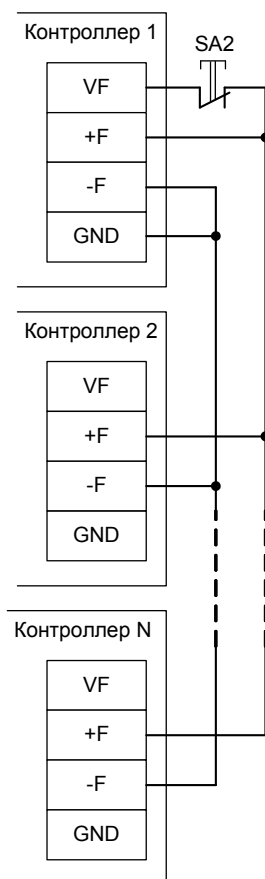 Контроллер 1
SA2
VF
+F
-F
GND
Контроллер 2
VF
+F
-F
GND
Контроллер N
VF
+F
-F
GND